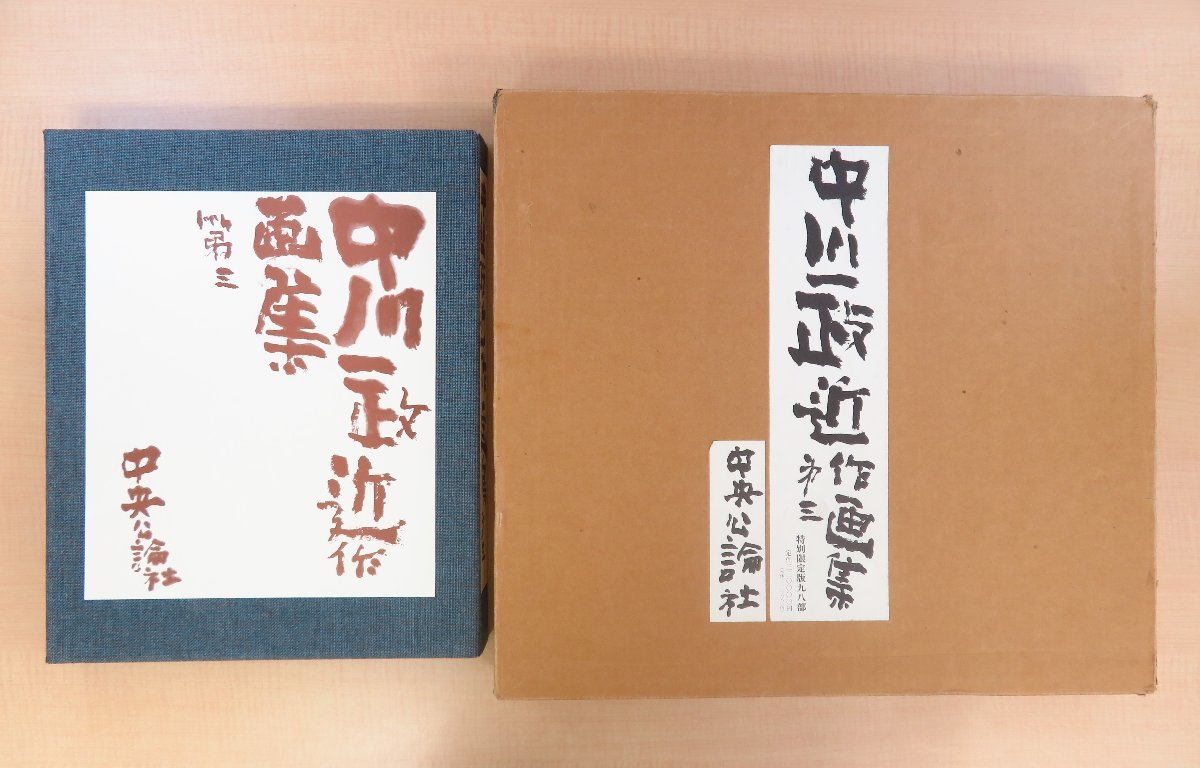 中川一政近作
画集
第三
中央公論社
中川一政近作画集
第三
特別限定版九八部
中央公論社